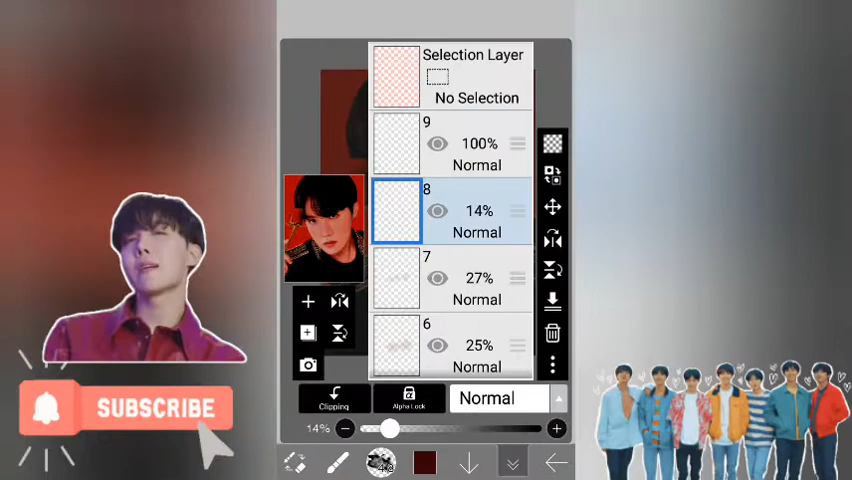 Selection Layer
No Selection
9
100%
Normal
8
14%
Normal
7
27%
Normal
6
25%
Normal
Clipping
α
Alpha Lock
Normal
14%
SUBSCRIBE